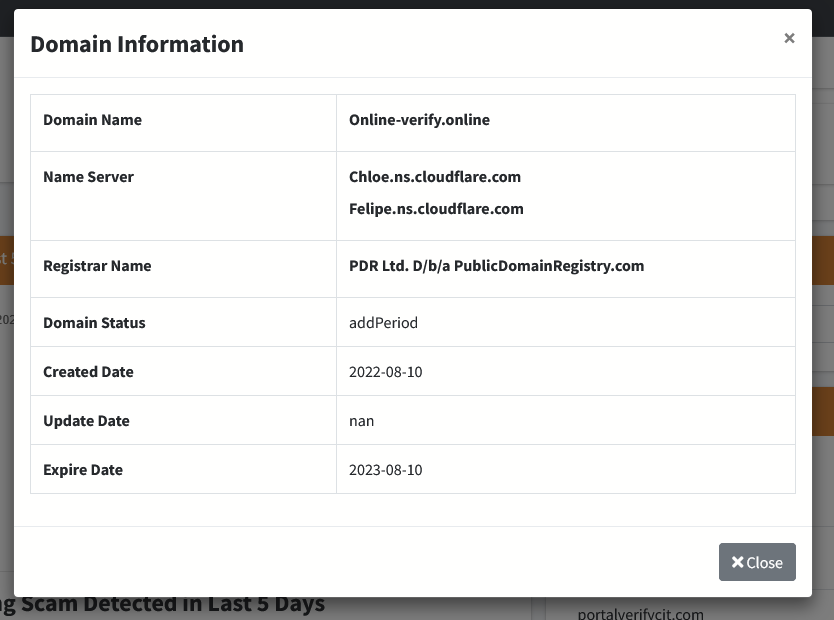 Domain Information
×
Domain Name Online-verify.online
Name Server Chloe.ns.cloudflare.com
Felipe.ns.cloudflare.com
Registrar Name PDR Ltd. D/b/a PublicDomainRegistry.com
Domain Status addPeriod
Created Date 2022-08-10
Update Date nan
Expire Date 2023-08-10
Close
Scam Detected in Last 5 Days
portalverifycit.com